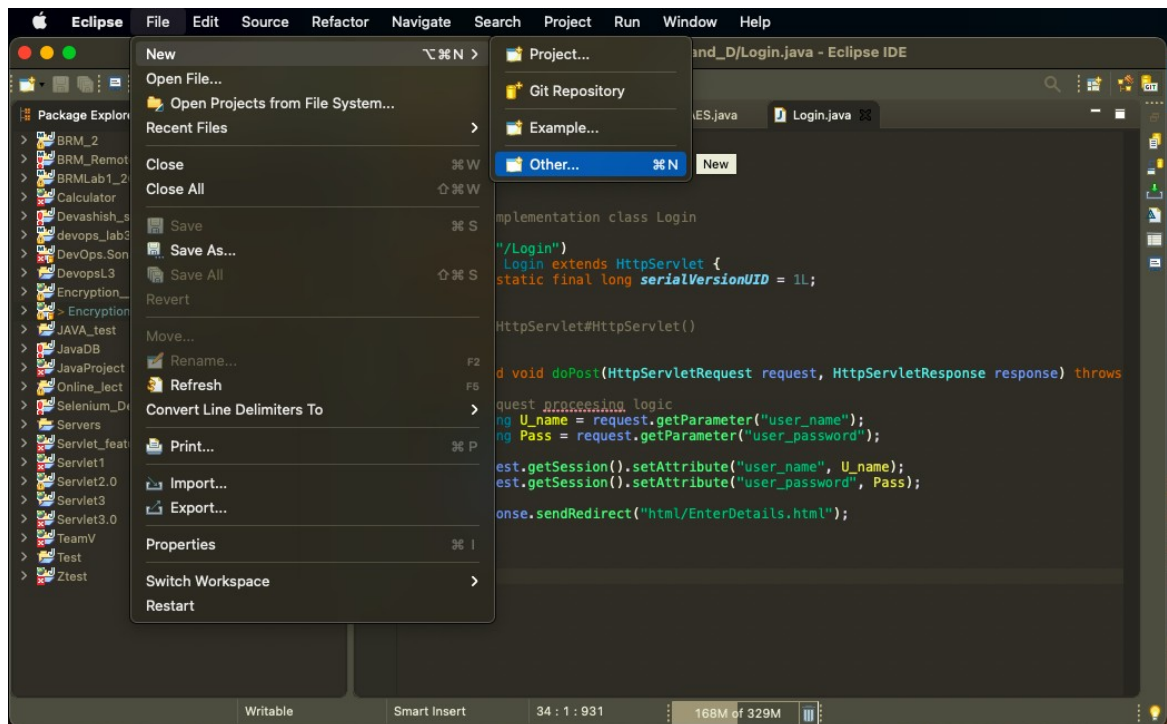 Eclipse File Edit Source Refactor Navigate Search Project Run Window Help
and_D/Login.java - Eclipse IDE
New ⌥⌘N >
Open File...
Open Projects from File System...
Recent Files >
Close ⌘W
Close All ⇧⌘W
Save ⌘S
Save As...
Save All ⇧⌘S
Revert
Move...
Rename... F2
Refresh F5
Convert Line Delimiters To >
Print... ⌘P
Import...
Export...
Properties ⌘I
Switch Workspace >
Restart
Project...
Git Repository
Example...
Other... ⌘N
New
Package Explor
BRM_2
BRM_Remot
BRMLab1_2
Calculator
Devashish_s
devops_lab3
DevOps.Son
DevopsL3
Encryption_
> Encryption
JAVA_test
JavaDB
JavaProject
Online_lect
Selenium_De
Servers
Servlet_feat
Servlet1
Servlet2.0
Servlet3
Servlet3.0
TeamV
Test
Ztest
ES.java Login.java
mplementation class Login
"/Login")
Login extends HttpServlet {
static final long serialVersionUID = 1L;
HttpServlet#HttpServlet()
d void doPost(HttpServletRequest request, HttpServletResponse response) throws
quest proceesing logic
ng U_name = request.getParameter("user_name");
ng Pass = request.getParameter("user_password");
est.getSession().setAttribute("user_name", U_name);
est.getSession().setAttribute("user_password", Pass);
onse.sendRedirect("html/EnterDetails.html");
Writable Smart Insert 34 : 1 : 931 168M of 329M